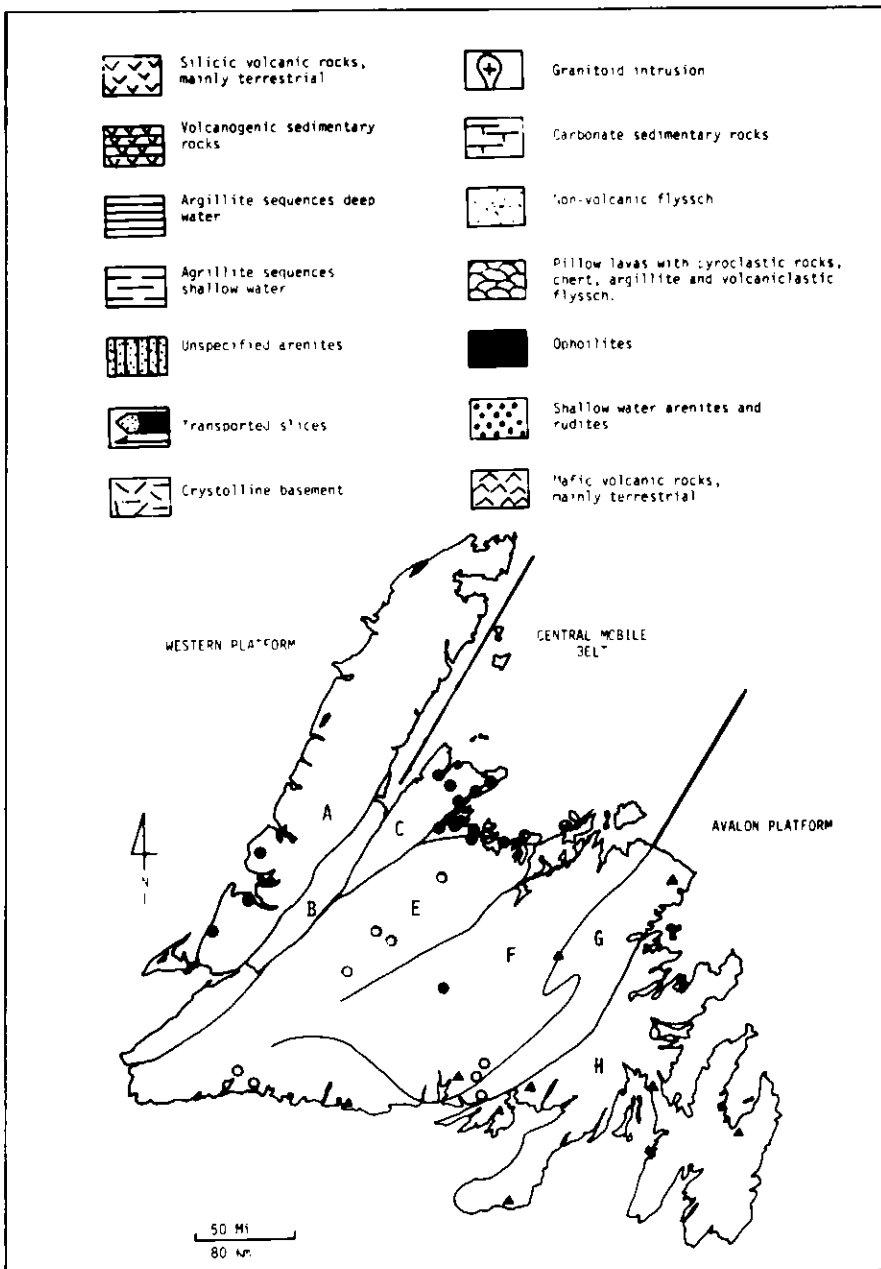 Silicic volcanic rocks,
mainly terrestrial
Volcanogenic sedimentary
rocks
Argillite sequences deep
water
Agrillite sequences
shallow water
Unspecified arenites
Transported slices
Crystolline basement
Granitoid intrusion
Carbonate sedimentary rocks
Non-volcanic flyssch
Pillow lavas with pyroclastic rocks,
chert, argillite and volcaniclastic
flyssch.
Ophoilites
Shallow water arenites and
rudites
Mafic volcanic rocks,
mainly terrestrial
WESTERN PLATFORM
CENTRAL MOBILE
BELT
AVALON PLATFORM
A
C
B
E
F
G
H
N
50 Mi
80 Km